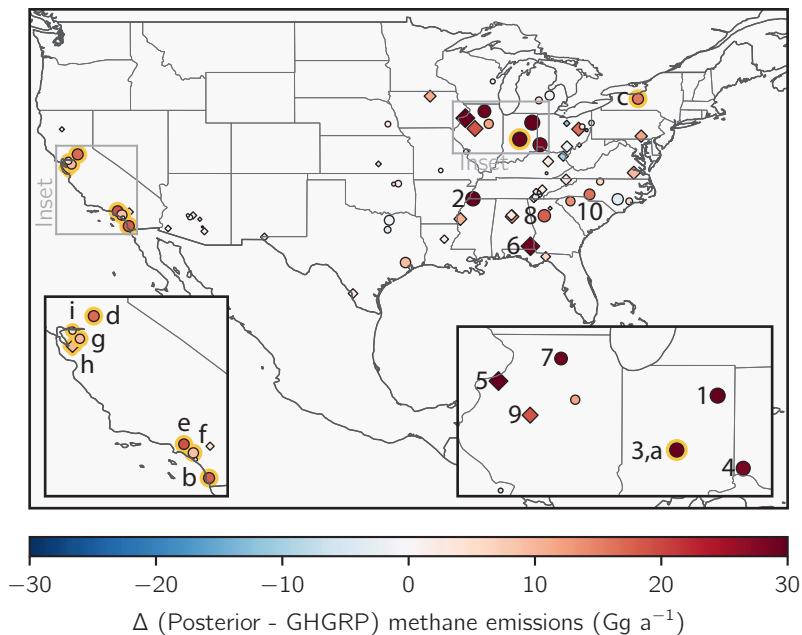 c
Inset
Inset
2
8
10
6
i
d
g
h
e
f
b
7
5
9
1
3,a
4
−30
−20
−10
0
10
20
30
Δ (Posterior - GHGRP) methane emissions (Gg a⁻¹)